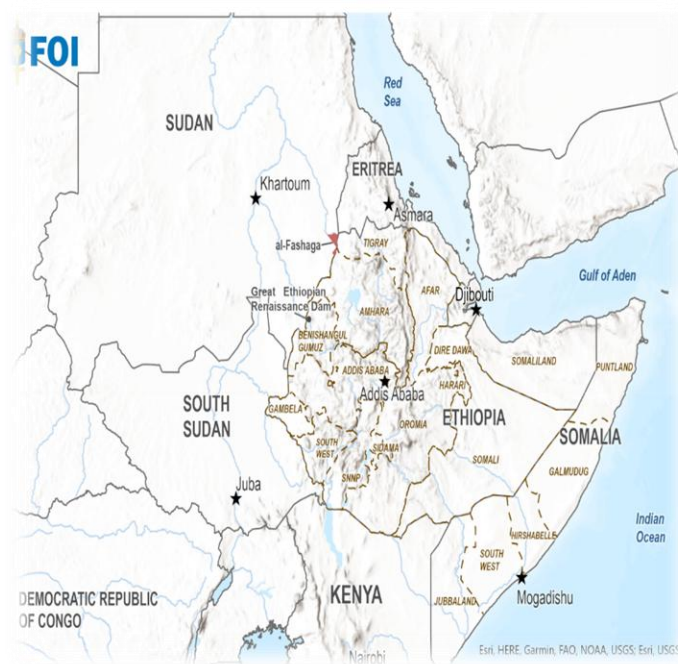 FOI
Red
Sea
SUDAN
ERITREA
Khartoum
Asmara
al-Fashaga
TIGRAY
Gulf of Aden
Great Ethiopian
Renaissance Dam
AFAR
Djibouti
AMHARA
BENISHANGUL
GUMUZ
DIRE DAWA
SOMALILAND
PUNTLAND
ADDIS ABABA
Addis Ababa
HARARI
SOUTH
SUDAN
GAMBELA
OROMIA
ETHIOPIA
SOMALIA
SOUTH
WEST
SIDAMA
SOMALI
GALMUDUG
SNNP
Juba
Indian
Ocean
HIRSHABELLE
SOUTH
WEST
DEMOCRATIC REPUBLIC
OF CONGO
KENYA
JUBBALAND
Mogadishu
Nairobi
Esri, HERE, Garmin, FAO, NOAA, USGS; Esri, USGS